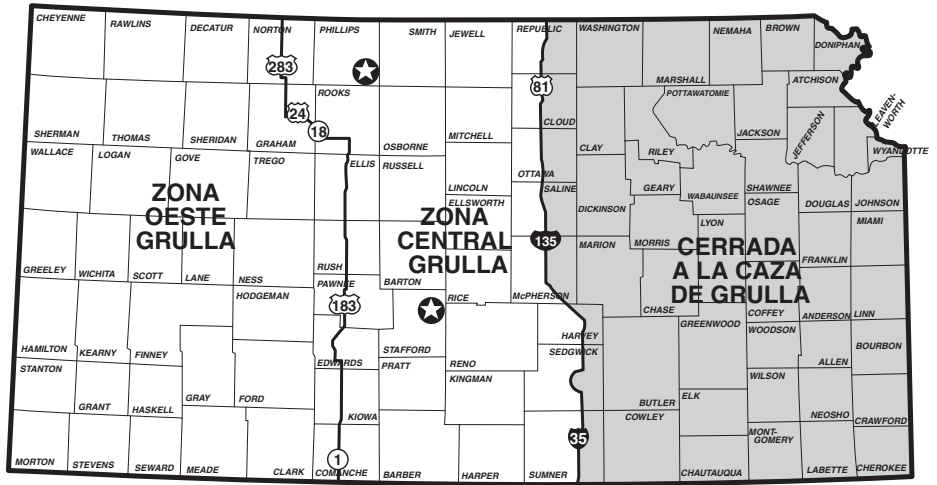 CHEYENNE
RAWLINS
DECATUR
NORTON
PHILLIPS
SMITH
JEWELL
REPUBLIC
WASHINGTON
MARSHALL
NEMAHA
BROWN
DONIPHAN
283
81
ATCHISON
POTTAWATOMIE
LEAVEN-
WORTH
24
18
ROOKS
CLOUD
JEFFERSON
SHERMAN
THOMAS
SHERIDAN
GRAHAM
OSBORNE
MITCHELL
CLAY
RILEY
JACKSON
WYANDOTTE
WALLACE
LOGAN
GOVE
TREGO
ELLIS
RUSSELL
LINCOLN
OTTAWA
GEARY
WABAUNSEE
SHAWNEE
DOUGLAS
JOHNSON
ZONA
OESTE
GRULLA
ZONA
CENTRAL
GRULLA
ELLSWORTH
SALINE
DICKINSON
OSAGE
LYON
MIAMI
135
MARION
MORRIS
CERRADA
A LA CAZA
DE GRULLA
FRANKLIN
GREELEY
WICHITA
SCOTT
LANE
NESS
RUSH
PAWNEE
BARTON
RICE
McPHERSON
CHASE
HODGEMAN
183
COFFEY
ANDERSON
LINN
GREENWOOD
WOODSON
HAMILTON
KEARNY
FINNEY
EDWARDS
STAFFORD
HARVEY
SEDGWICK
BOURBON
STANTON
PRATT
RENO
ALLEN
KINGMAN
WILSON
GRANT
HASKELL
GRAY
FORD
KIOWA
BUTLER
ELK
COWLEY
NEOSHO
CRAWFORD
35
MONT-
GOMERY
1
MORTON
STEVENS
SEWARD
MEADE
CLARK
COMANCHE
BARBER
HARPER
SUMNER
CHAUTAUQUA
LABETTE
CHEROKEE